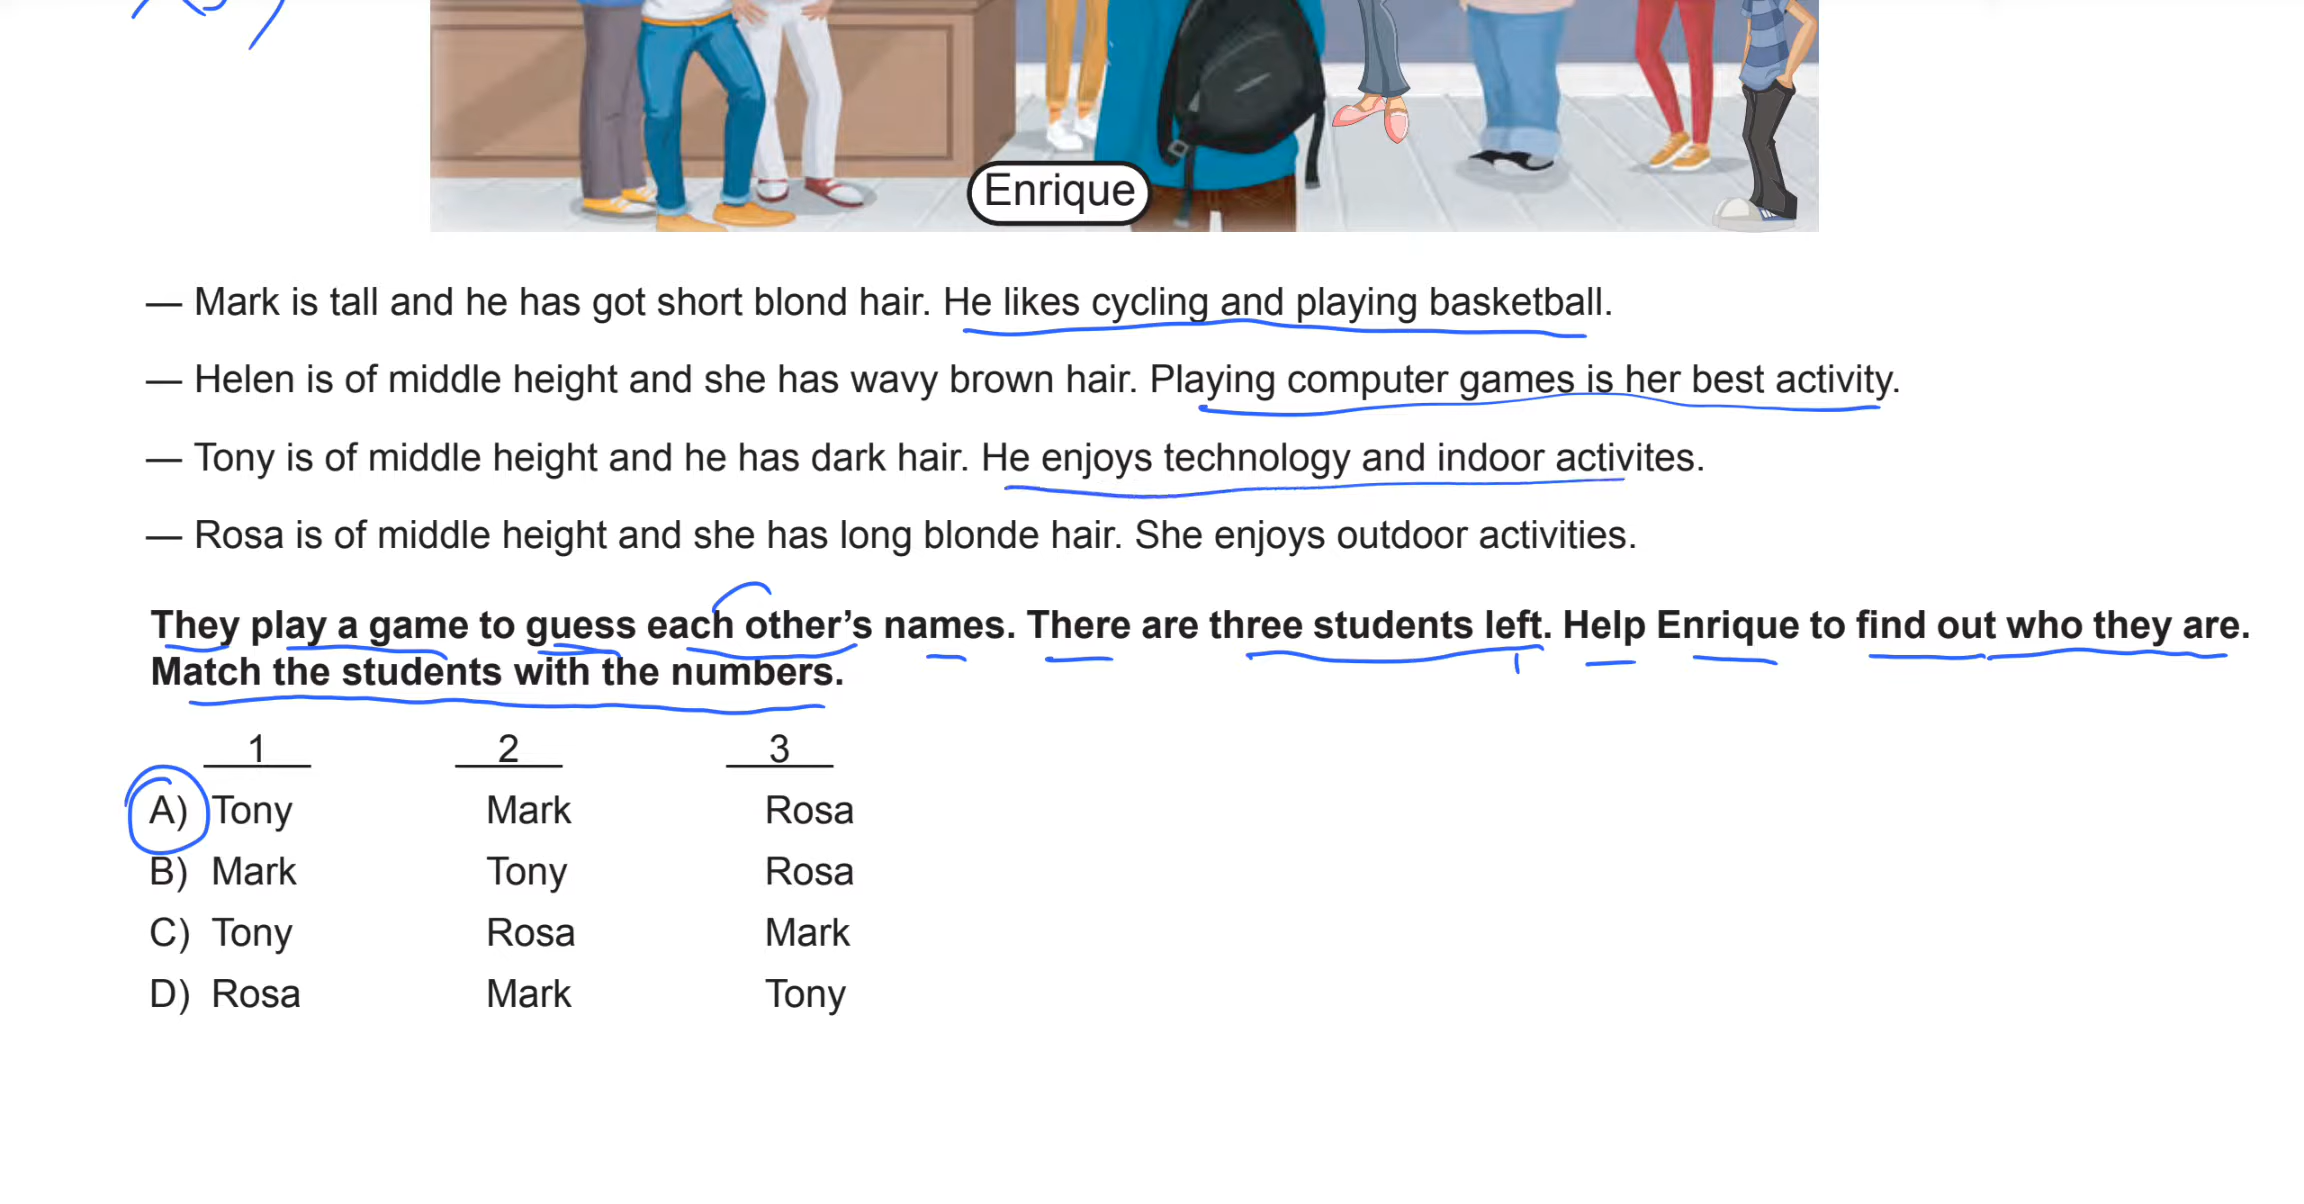 Enrique
— Mark is tall and he has got short blond hair. He likes cycling and playing basketball.
— Helen is of middle height and she has wavy brown hair. Playing computer games is her best activity.
— Tony is of middle height and he has dark hair. He enjoys technology and indoor activites.
— Rosa is of middle height and she has long blonde hair. She enjoys outdoor activities.
They play a game to guess each other’s names. There are three students left. Help Enrique to find out who they are.
Match the students with the numbers.
1 2 3
A) Tony Mark Rosa
B) Mark Tony Rosa
C) Tony Rosa Mark
D) Rosa Mark Tony